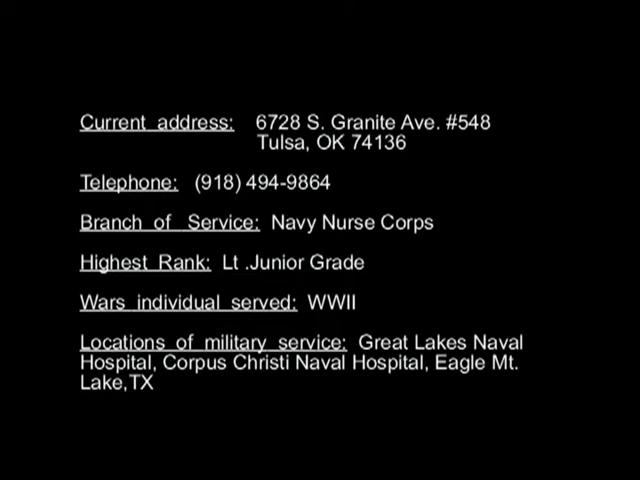 Current address: 6728 S. Granite Ave. #548
Tulsa, OK 74136
Telephone: (918) 494-9864
Branch of Service: Navy Nurse Corps
Highest Rank: Lt .Junior Grade
Wars individual served: WWII
Locations of military service: Great Lakes Naval
Hospital, Corpus Christi Naval Hospital, Eagle Mt.
Lake,TX